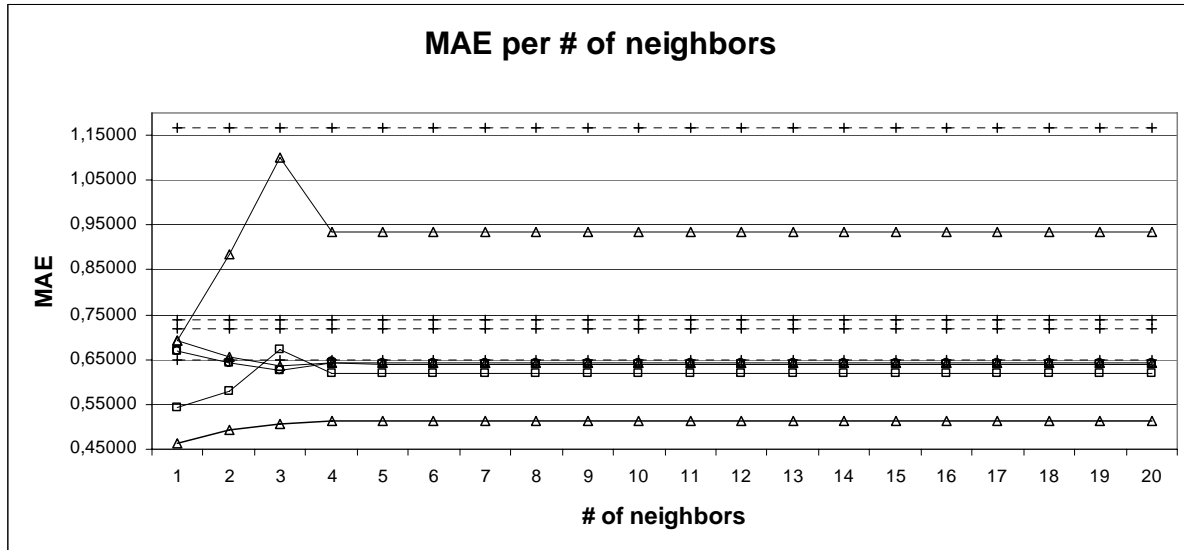 MAE per # of neighbors
1,15000
1,05000
0,95000
0,85000
0,75000
0,65000
0,55000
0,45000
MAE
1 2 3 4 5 6 7 8 9 10 11 12 13 14 15 16 17 18 19 20
# of neighbors